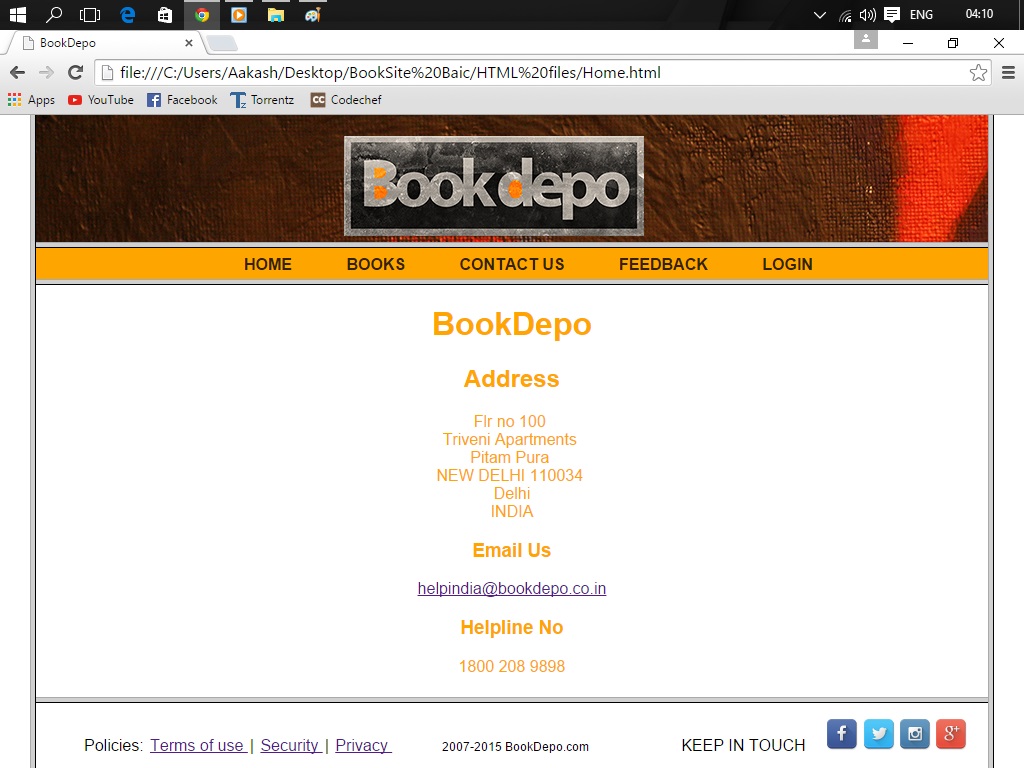 ENG 04:10
BookDepo
file:///C:/Users/Aakash/Desktop/BookSite%20Baic/HTML%20files/Home.html
Apps YouTube Facebook Torrentz Codechef
Bookdepo
HOME BOOKS CONTACT US FEEDBACK LOGIN
BookDepo
Address
Flr no 100
Triveni Apartments
Pitam Pura
NEW DELHI 110034
Delhi
INDIA
Email Us
helpindia@bookdepo.co.in
Helpline No
1800 208 9898
Policies: Terms of use | Security | Privacy 2007-2015 BookDepo.com KEEP IN TOUCH